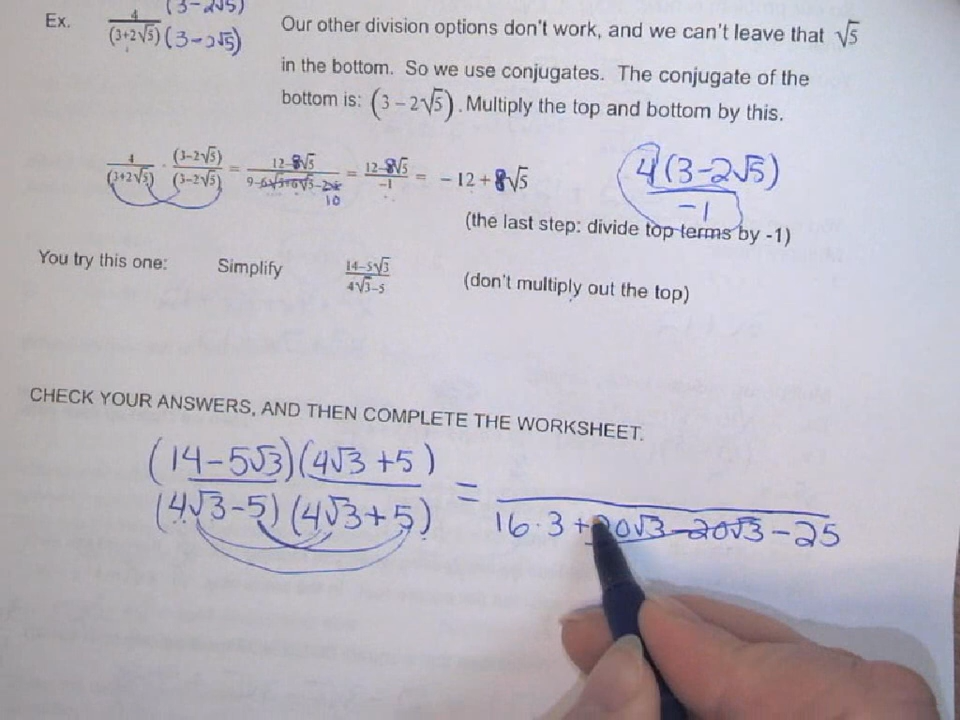 (3-2√5)
Ex. 4/(3+2√5) (3-2√5) Our other division options don't work, and we can't leave that √5
in the bottom. So we use conjugates. The conjugate of the
bottom is: (3 - 2√5). Multiply the top and bottom by this.
4/(3+2√5) · (3-2√5)/(3-2√5) = 12-8√5 / 9-6√5+6√5- = 12-8√5 / -1 = - 12 + 8√5
10
4(3-2√5)
-1
(the last step: divide top terms by -1)
You try this one: Simplify 14-5√3 / 4√3-5 (don't multiply out the top)
CHECK YOUR ANSWERS, AND THEN COMPLETE THE WORKSHEET.
(14-5√3)(4√3+5)
(4√3-5)(4√3+5) = 16·3+20√3-20√3-25